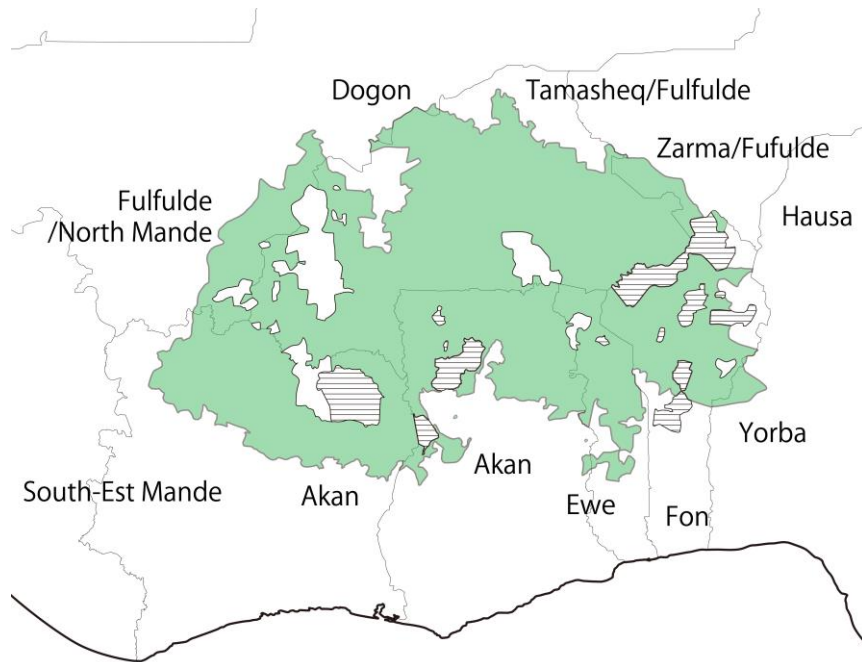 Dogon
Tamasheq/Fulfulde
Zarma/Fufulde
Fulfulde
/North Mande
Hausa
Yorba
Akan
South-Est Mande
Akan
Ewe
Fon